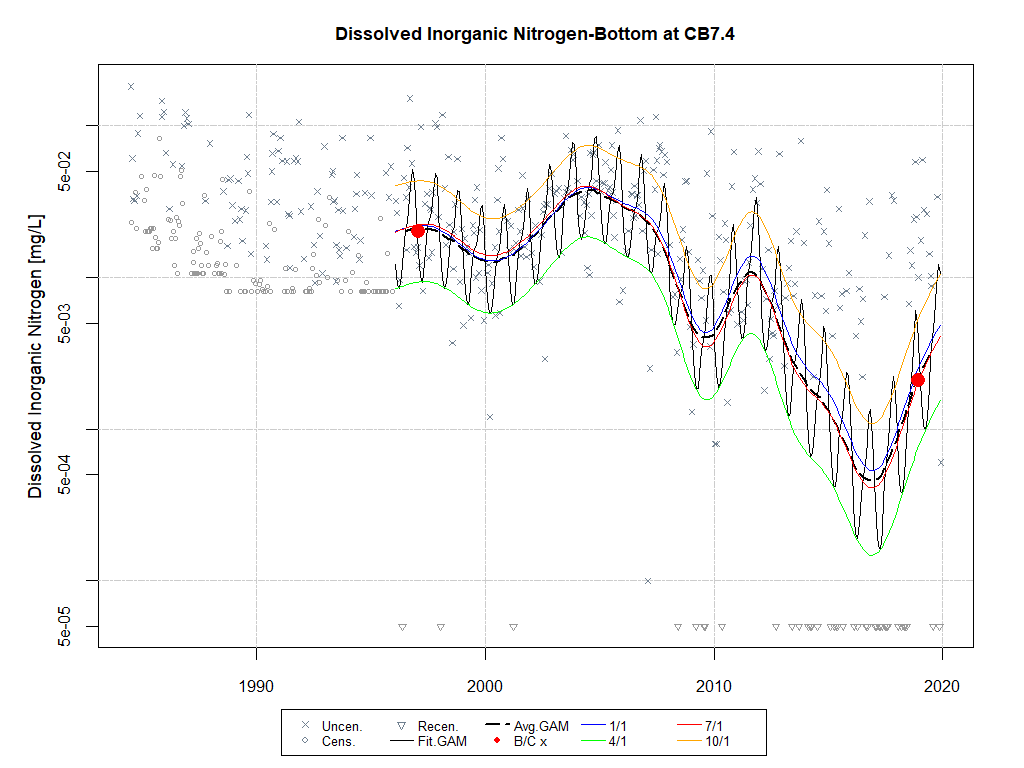 Dissolved Inorganic Nitrogen-Bottom at CB7.4
Dissolved Inorganic Nitrogen [mg/L]
5e-02
5e-03
5e-04
5e-05
1990 2000 2010 2020
Uncen. Recen. Avg.GAM 1/1 7/1
Cens. Fit.GAM B/C x 4/1 10/1